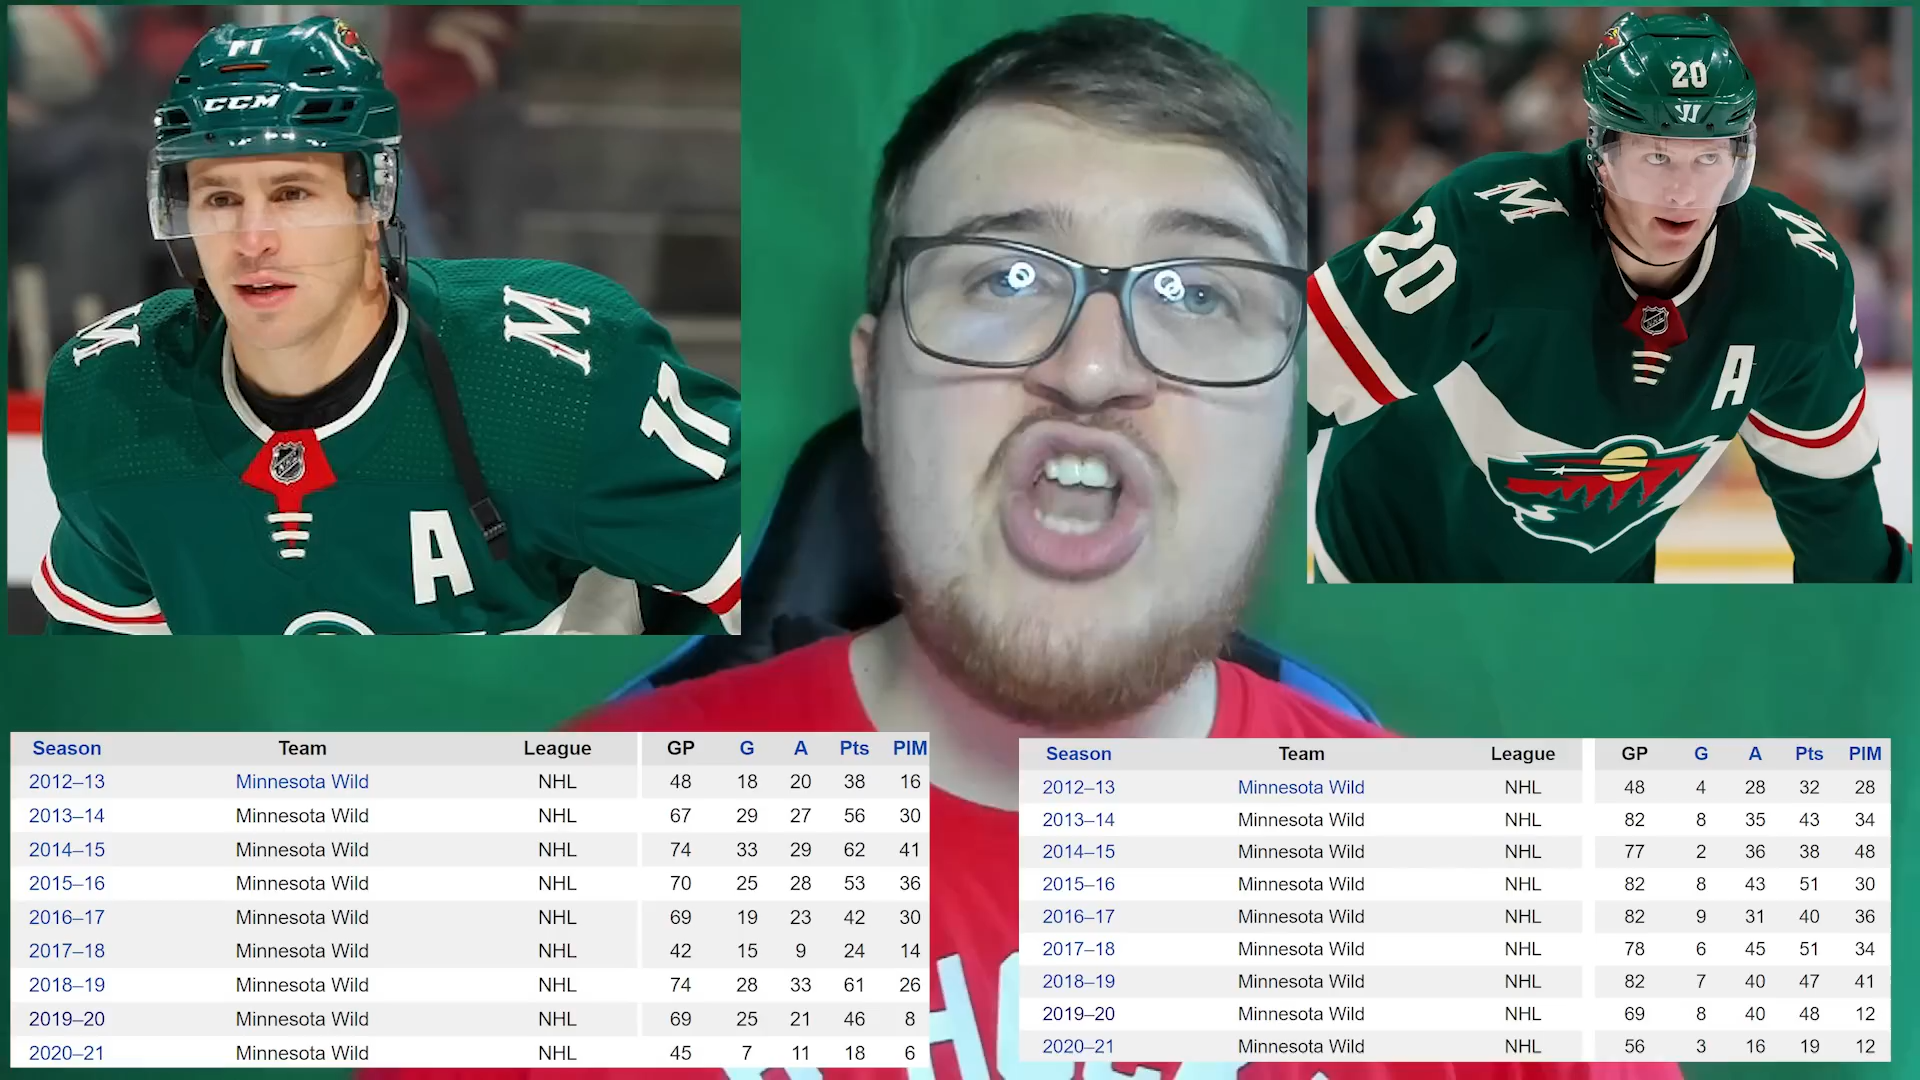 11
CCM
M
M
11
A
20
M
M
20
A
Season Team League GP G A Pts PIM
2012–13 Minnesota Wild NHL 48 18 20 38 16
2013–14 Minnesota Wild NHL 67 29 27 56 30
2014–15 Minnesota Wild NHL 74 33 29 62 41
2015–16 Minnesota Wild NHL 70 25 28 53 36
2016–17 Minnesota Wild NHL 69 19 23 42 30
2017–18 Minnesota Wild NHL 42 15 9 24 14
2018–19 Minnesota Wild NHL 74 28 33 61 26
2019–20 Minnesota Wild NHL 69 25 21 46 8
2020–21 Minnesota Wild NHL 45 7 11 18 6
Season Team League GP G A Pts PIM
2012–13 Minnesota Wild NHL 48 4 28 32 28
2013–14 Minnesota Wild NHL 82 8 35 43 34
2014–15 Minnesota Wild NHL 77 2 36 38 48
2015–16 Minnesota Wild NHL 82 8 43 51 30
2016–17 Minnesota Wild NHL 82 9 31 40 36
2017–18 Minnesota Wild NHL 78 6 45 51 34
2018–19 Minnesota Wild NHL 82 7 40 47 41
2019–20 Minnesota Wild NHL 69 8 40 48 12
2020–21 Minnesota Wild NHL 56 3 16 19 12